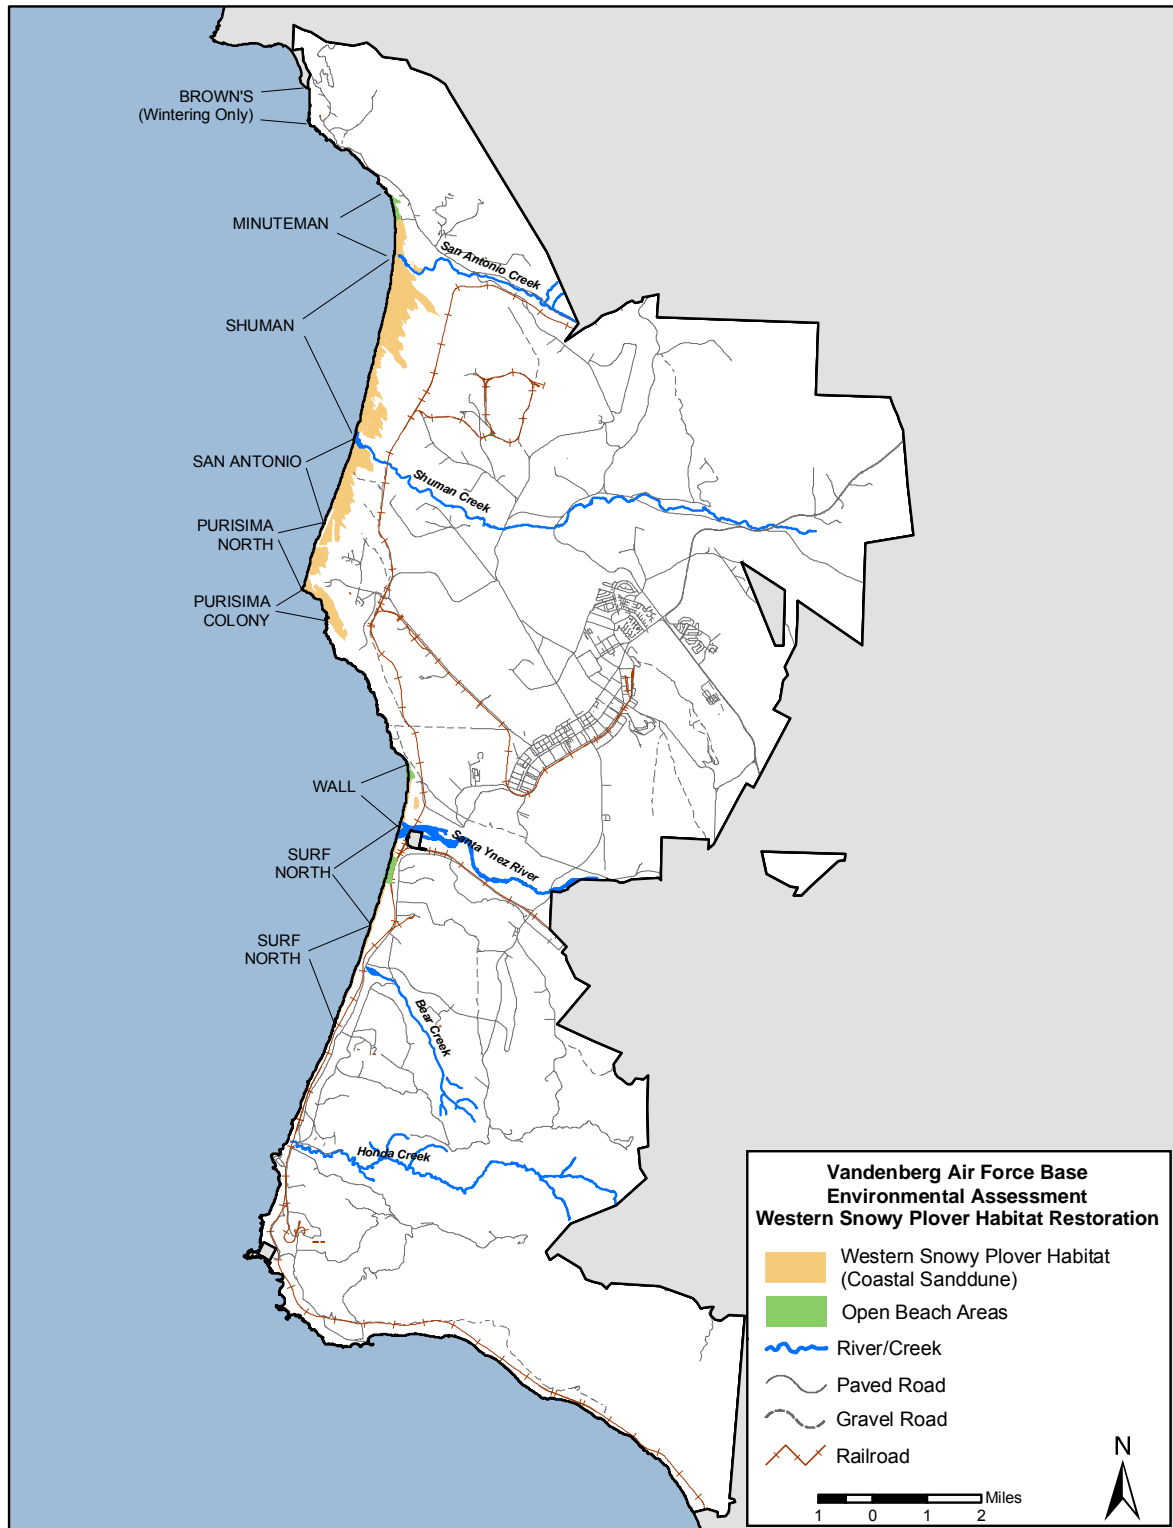 BROWN'S
(Wintering Only)
MINUTEMAN
San Antonio Creek
SHUMAN
SAN ANTONIO
Shuman Creek
PURISIMA
NORTH
PURISIMA
COLONY
WALL
Santa Ynez River
SURF
NORTH
SURF
NORTH
Bear Creek
Honda Creek
Vandenberg Air Force Base
Environmental Assessment
Western Snowy Plover Habitat Restoration
Western Snowy Plover Habitat
(Coastal Sanddune)
Open Beach Areas
River/Creek
Paved Road
Gravel Road
Railroad
N
Miles
1 0 1 2